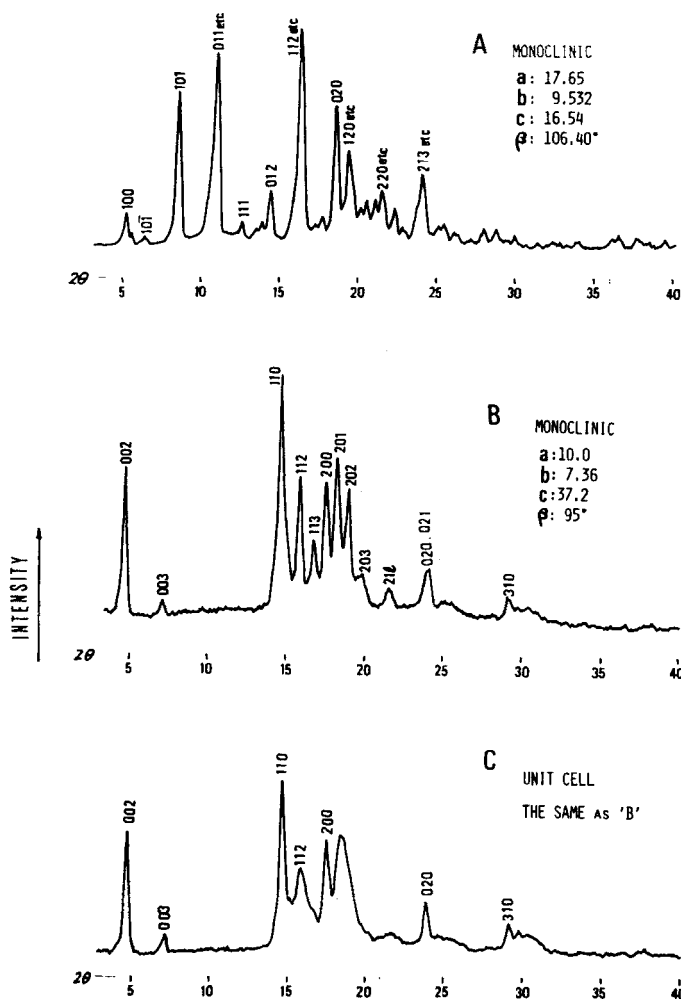 A MONOCLINIC
a: 17.65
b: 9.532
c: 16.54
β: 106.40°
100
101̄
101
011 etc
111
012
112 etc
020
120 etc
220 etc
213 etc
2θ 5 10 15 20 25 30 35 40
B MONOCLINIC
a:10.0
b: 7.36
c:37.2
β: 95°
002
003
110
112
113
200
201
202
203
21ℓ
020.021
310
INTENSITY
2θ 5 10 15 20 25 30 35 40
C UNIT CELL
THE SAME AS 'B'
002
003
110
112
200
020
310
2θ 5 10 15 20 25 30 35 40